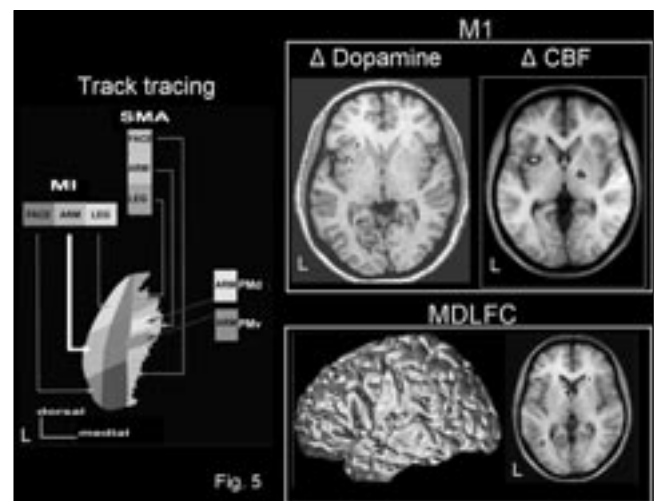 M1
Δ Dopamine
Δ CBF
Track tracing
SMA
FACE
ARM
LEG
MI
FACE ARM LEG
ARM PMd
ARM PMv
dorsal
L
medial
Fig. 5
L
L
MDLFC
L